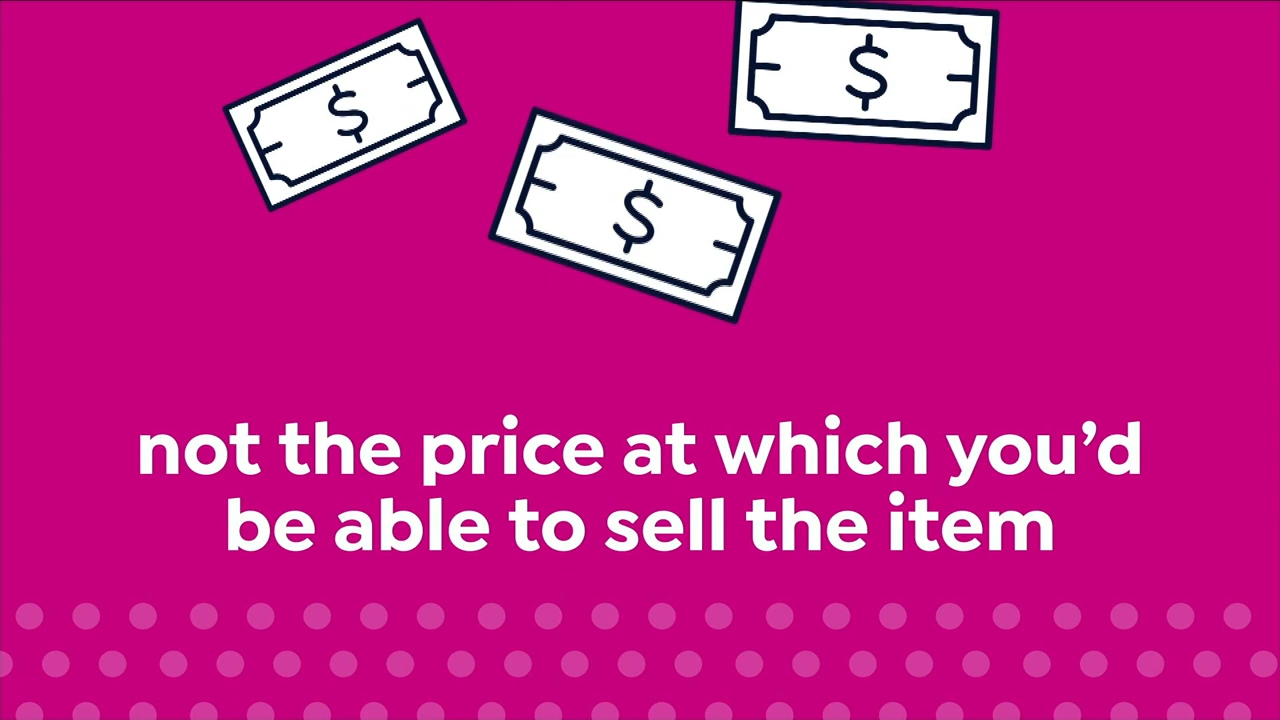 $
$
$
not the price at which you’d
be able to sell the item